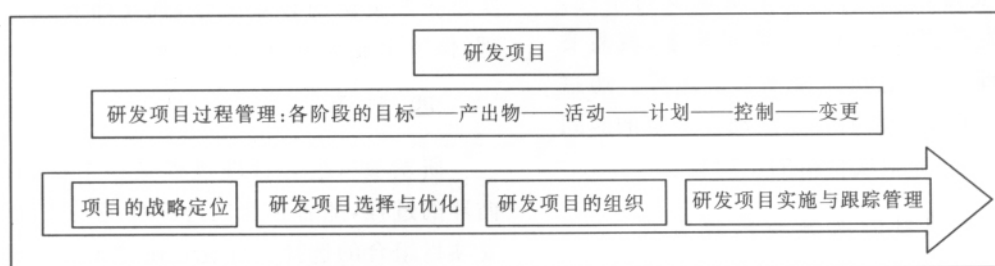 研发项目
研发项目过程管理:各阶段的目标——产出物——活动——计划——控制——变更
项目的战略定位
研发项目选择与优化
研发项目的组织
研发项目实施与跟踪管理